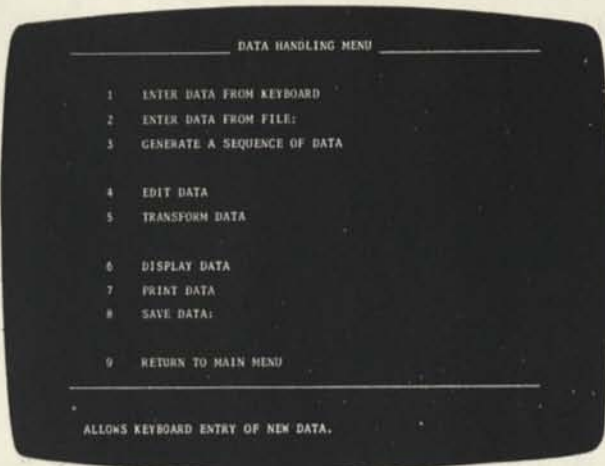 DATA HANDLING MENU
1 ENTER DATA FROM KEYBOARD
2 ENTER DATA FROM FILE:
3 GENERATE A SEQUENCE OF DATA
4 EDIT DATA
5 TRANSFORM DATA
6 DISPLAY DATA
7 PRINT DATA
8 SAVE DATA:
9 RETURN TO MAIN MENU
ALLOWS KEYBOARD ENTRY OF NEW DATA.